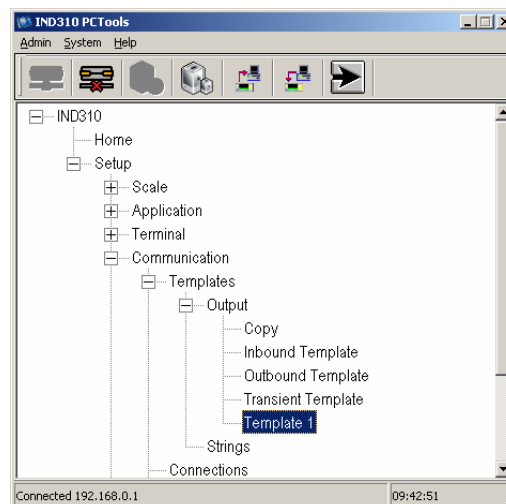 IND310 PCTools
Admin System Help
IND310
Home
Setup
Scale
Application
Terminal
Communication
Templates
Output
Copy
Inbound Template
Outbound Template
Transient Template
Template 1
Strings
Connections
Connected 192.168.0.1 09:42:51